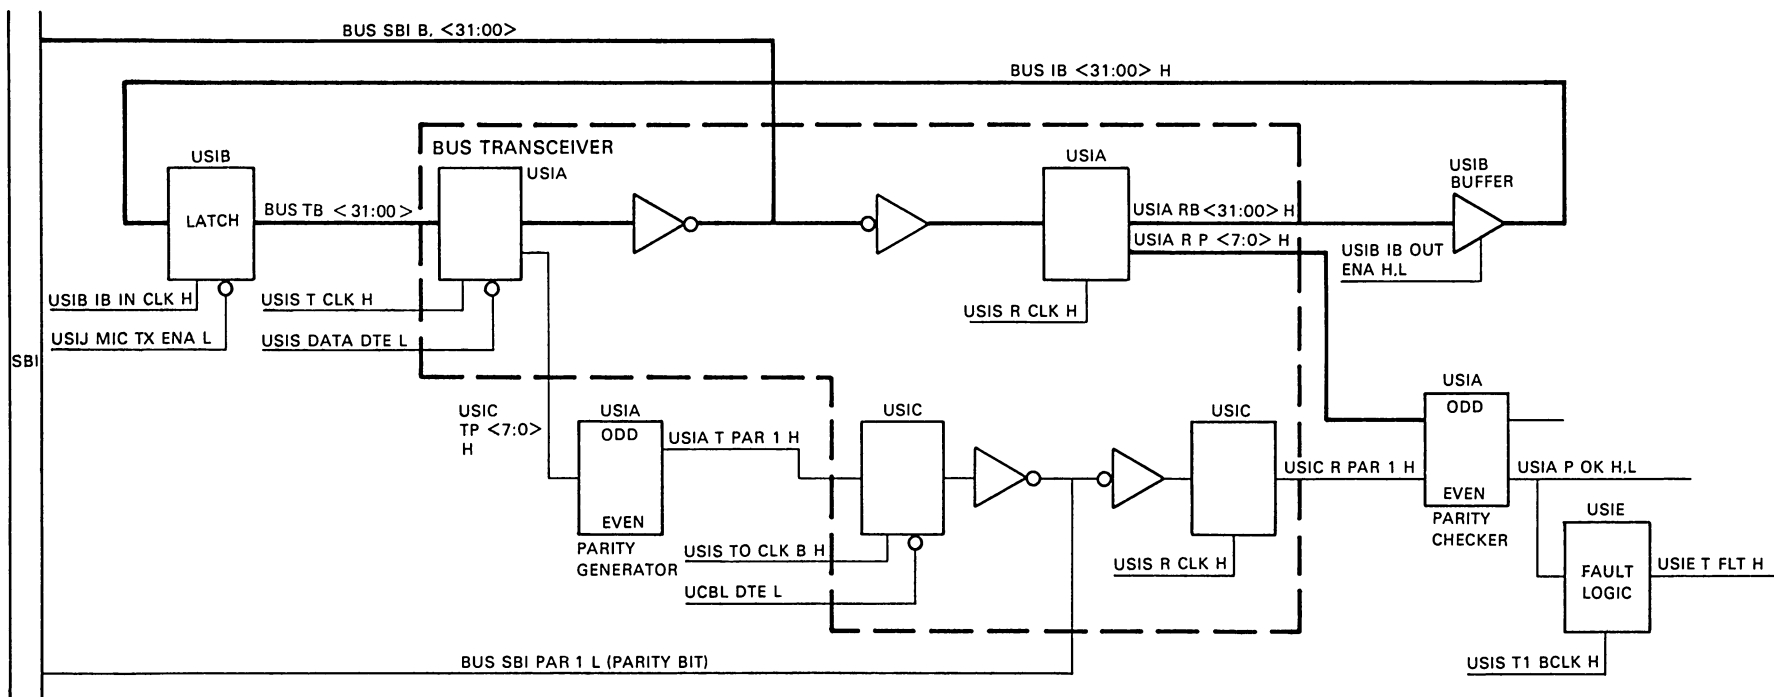 BUS SBI B, <31:00>
BUS IB <31:00> H
BUS TRANSCEIVER
USIB
USIA
USIA
USIB
BUFFER
LATCH
BUS TB <31:00>
USIA RB <31:00> H
USIA R P <7:0> H
USIB IB OUT
ENA H,L
USIB IB IN CLK H
USIS T CLK H
USIS R CLK H
USIJ MIC TX ENA L
USIS DATA DTE L
SBI
USIC
TP <7:0>
H
USIA
ODD
EVEN
PARITY
GENERATOR
USIA T PAR 1 H
USIC
USIC
USIC R PAR 1 H
USIA
ODD
EVEN
PARITY
CHECKER
USIA P OK H,L
USIS TO CLK B H
UCBL DTE L
USIS R CLK H
USIE
FAULT
LOGIC
USIE T FLT H
USIS T1 BCLK H
BUS SBI PAR 1 L (PARITY BIT)